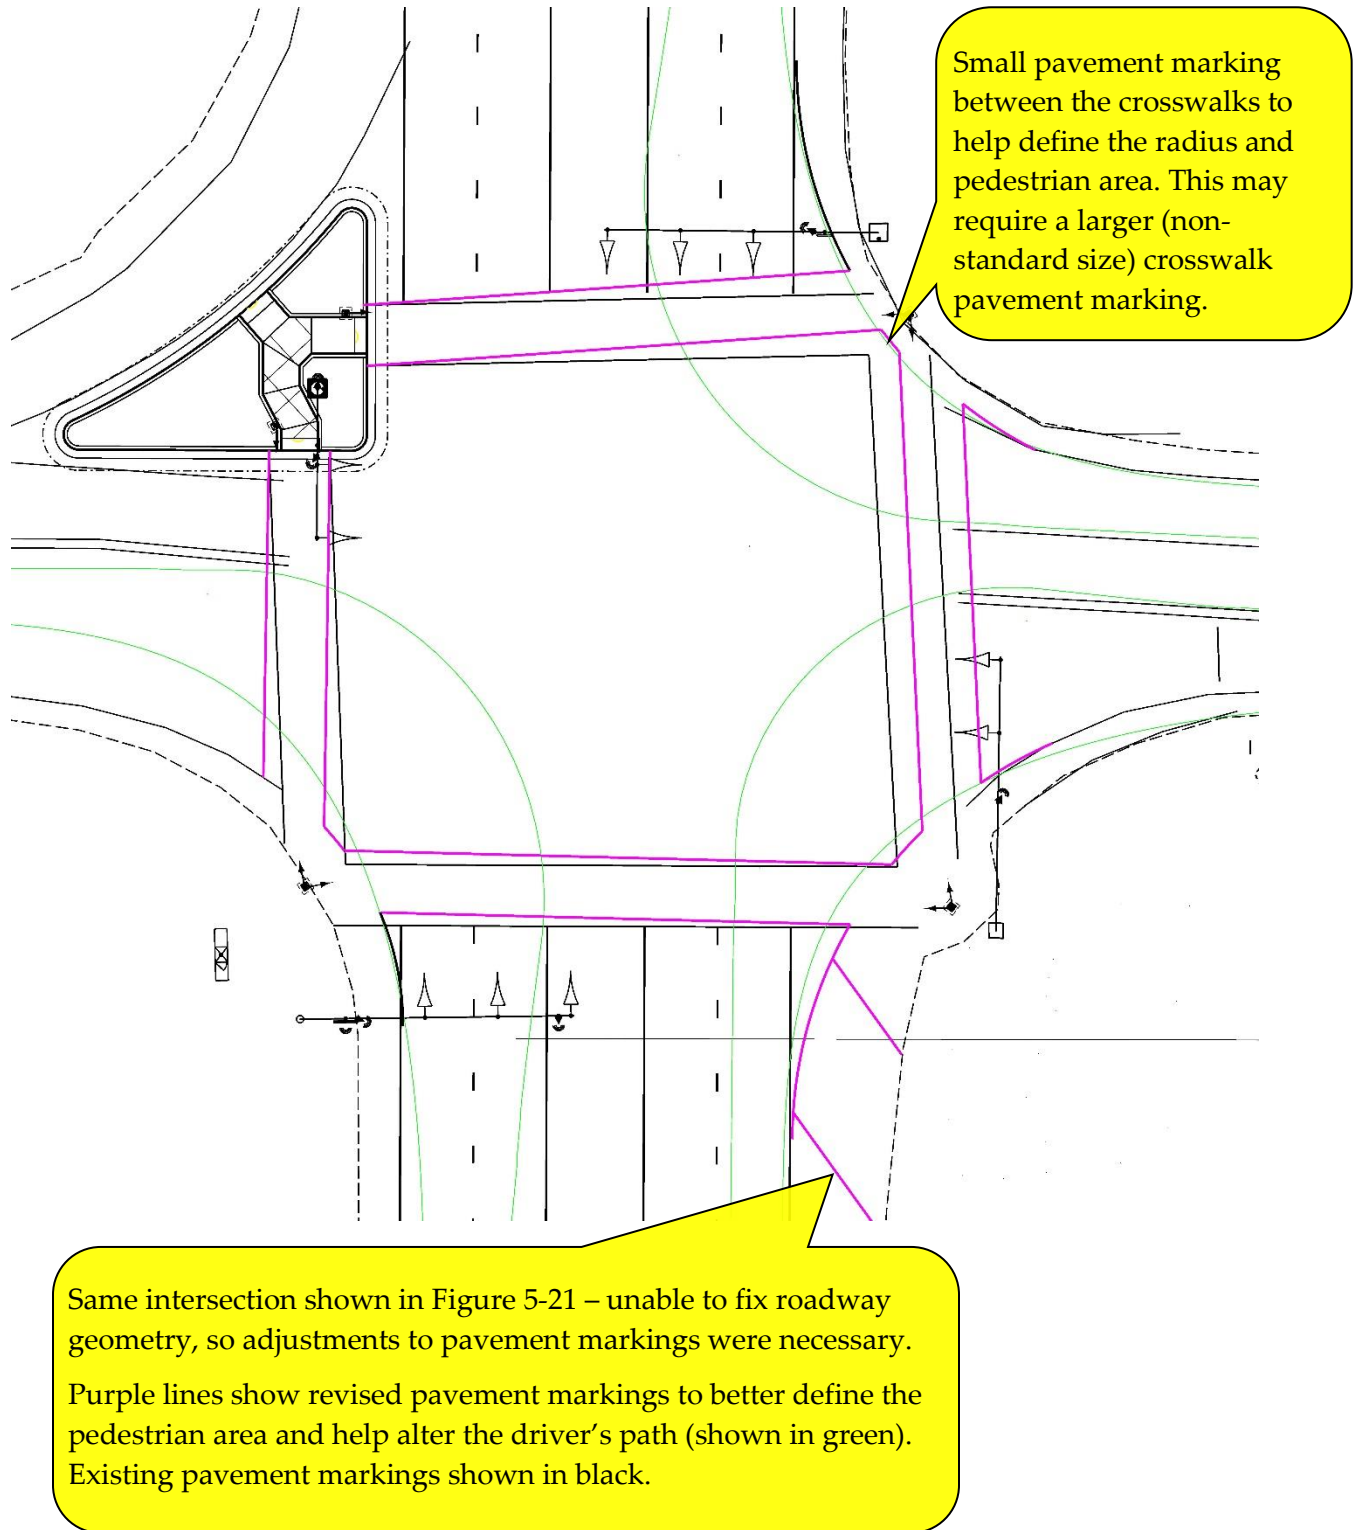 Small pavement marking
between the crosswalks to
help define the radius and
pedestrian area. This may
require a larger (non-
standard size) crosswalk
pavement marking.
Same intersection shown in Figure 5-21 – unable to fix roadway
geometry, so adjustments to pavement markings were necessary.
Purple lines show revised pavement markings to better define the
pedestrian area and help alter the driver’s path (shown in green).
Existing pavement markings shown in black.